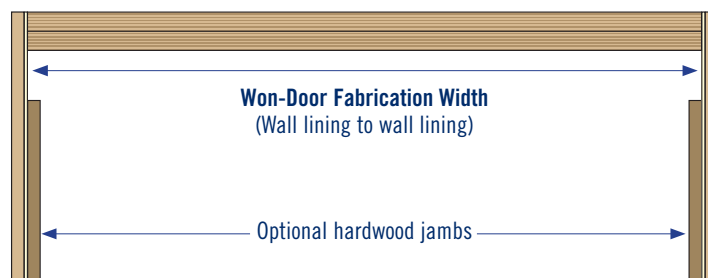 Won-Door Fabrication Width
(Wall lining to wall lining)
Optional hardwood jambs